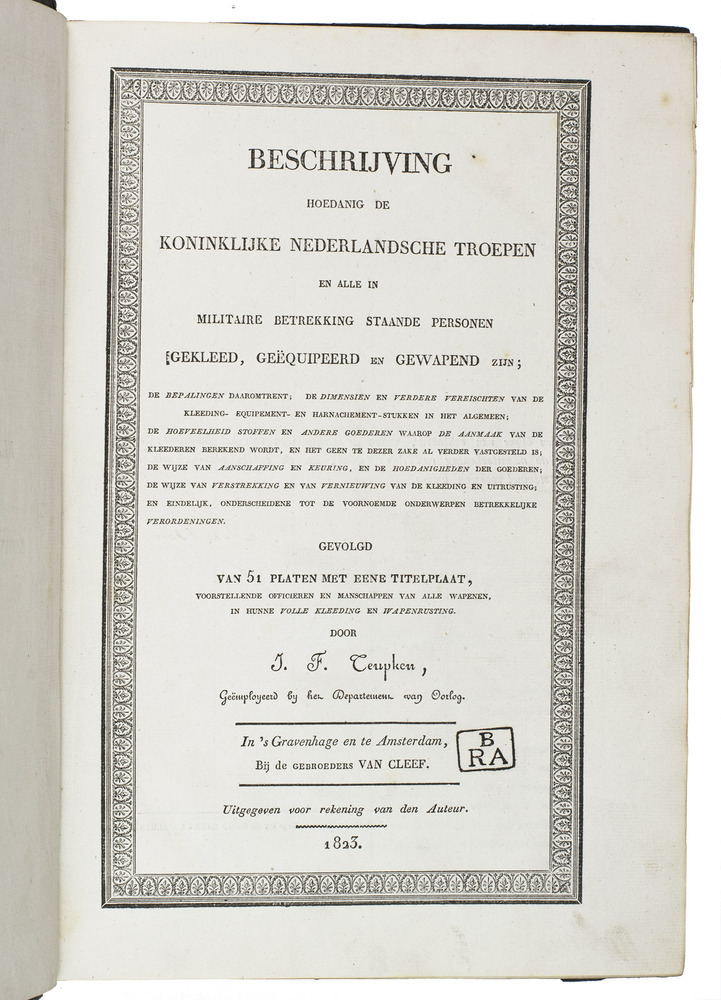 BESCHRIJVING
HOEDANIG DE
KONINKLIJKE NEDERLANDSCHE TROEPEN
EN ALLE IN
MILITAIRE BETREKKING STAANDE PERSONEN
GEKLEED, GEËQUIPEERD EN GEWAPEND ZIJN;
DE BEPALINGEN DAAROMTRENT; DE DIMENSIEN EN VERDERE VEREISCHTEN VAN DE
KLEEDING- EQUIPEMENT- EN HARNACHEMENT-STUKKEN IN HET ALGEMEEN;
DE HOEVEELHEID STOFFEN EN ANDERE GOEDEREN WAAROP DE AANMAAK VAN DE
KLEEDEREN BEREKEND WORDT, EN HET GEEN TE DEZER ZAKE AL VERDER VASTGESTELD IS;
DE WIJZE VAN AANSCHAFFING EN KEURING, EN DE HOEDANIGHEDEN DER GOEDEREN;
DE WIJZE VAN VERSTREKKING EN VAN VERNIEUWING VAN DE KLEEDING EN UITRUSTING;
EN EINDELIJK, ONDERSCHEIDENE TOT DE VOORNOEMDE ONDERWERPEN BETREKKELIJKE
VERORDENINGEN.
GEVOLGD
VAN 51 PLATEN MET EENE TITELPLAAT,
VOORSTELLENDE OFFICIEREN EN MANSCHAPPEN VAN ALLE WAPENEN,
IN HUNNE VOLLE KLEEDING EN WAPENRUSTING.
DOOR
J. F. Teupken,
Geëmployeerd by het Departement van Oorlog.
In 's Gravenhage en te Amsterdam,
Bij de GEBROEDERS VAN CLEEF.
B
RA
Uitgegeven voor rekening van den Auteur.
1823.